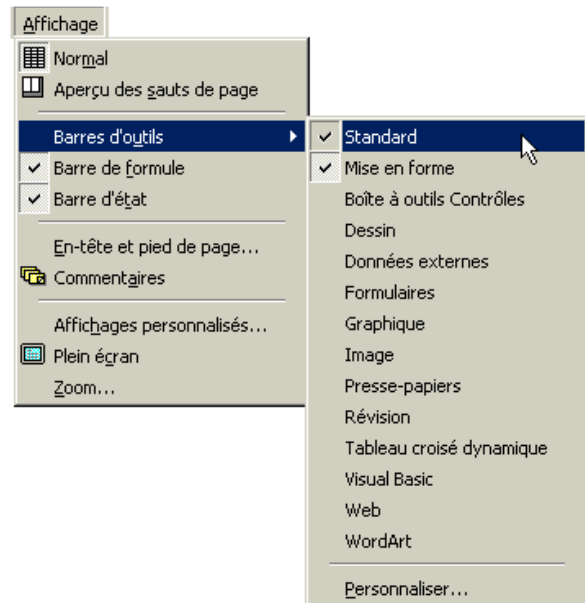 Affichage
Normal
Aperçu des sauts de page
Barres d'outils
Barre de formule
Barre d'état
En-tête et pied de page...
Commentaires
Affichages personnalisés...
Plein écran
Zoom...
Standard
Mise en forme
Boîte à outils Contrôles
Dessin
Données externes
Formulaires
Graphique
Image
Presse-papiers
Révision
Tableau croisé dynamique
Visual Basic
Web
WordArt
Personnaliser...